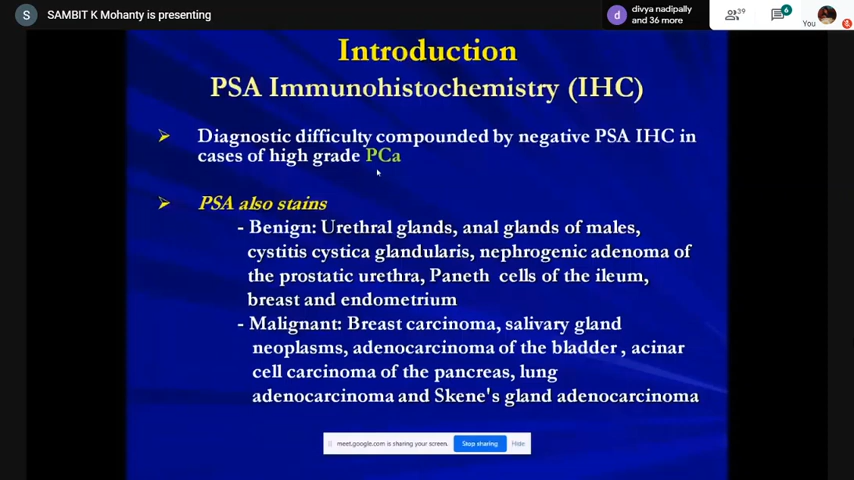 S SAMBIT K Mohanty is presenting
d divya nadipally
and 36 more
39
6
You
Introduction
PSA Immunohistochemistry (IHC)
Diagnostic difficulty compounded by negative PSA IHC in
cases of high grade PCa
PSA also stains
- Benign: Urethral glands, anal glands of males,
cystitis cystica glandularis, nephrogenic adenoma of
the prostatic urethra, Paneth cells of the ileum,
breast and endometrium
- Malignant: Breast carcinoma, salivary gland
neoplasms, adenocarcinoma of the bladder , acinar
cell carcinoma of the pancreas, lung
adenocarcinoma and Skene's gland adenocarcinoma
meet.google.com is sharing your screen. Stop sharing Hide